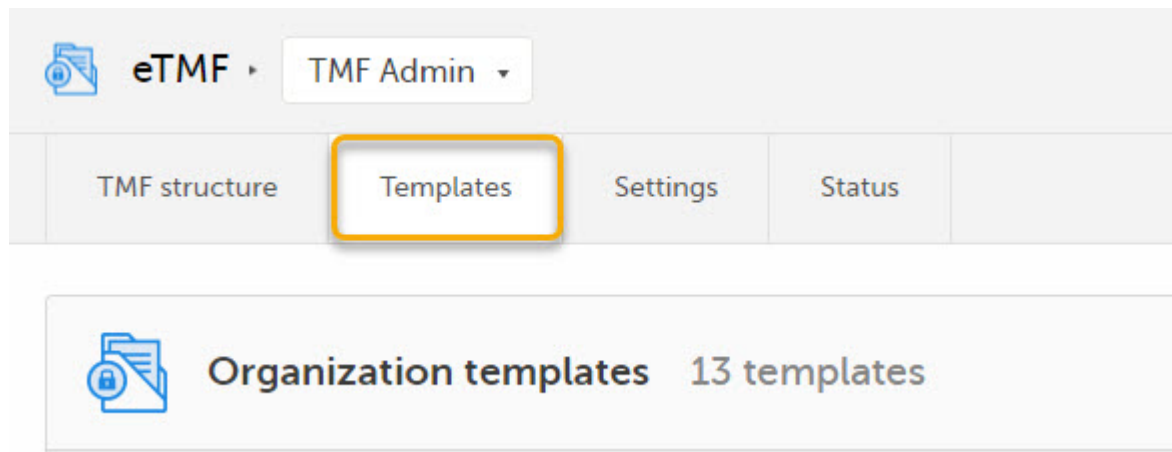 eTMF TMF Admin
TMF structure Templates Settings Status
Organization templates 13 templates